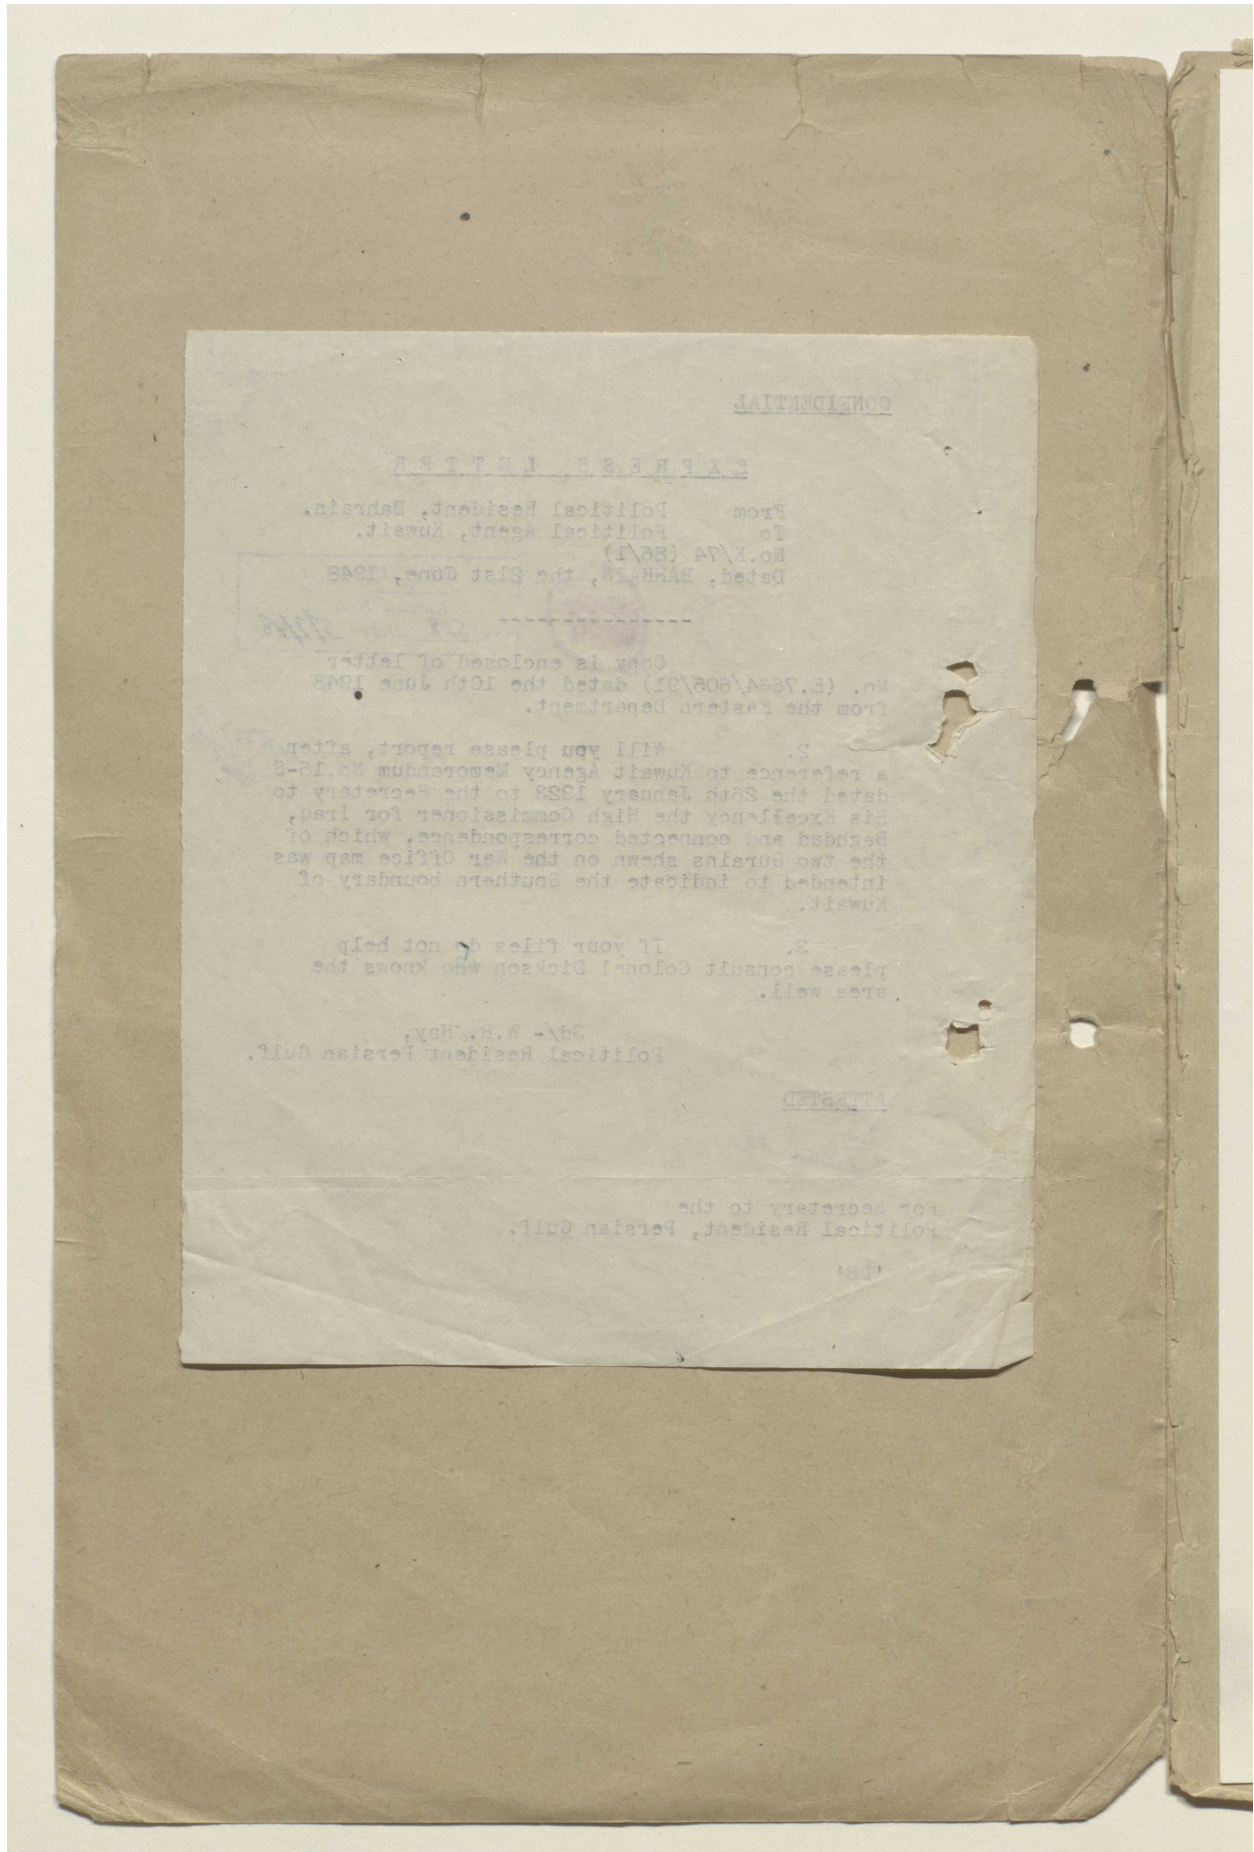 CONFIDENTIAL
EXPRESS LETTER
From Political Resident, Bahrain.
To Political Agent, Kuwait.
No.K/74 (86/1)
Dated, BAHRAIN, the 21st June, 1948
---------------
Copy is enclosed of letter
No. (E.7664/605/91) dated the 10th June 1948
from the Eastern Department.
2. Will you please report, after
a reference to Kuwait Agency Memorandum No.15-S
dated the 26th January 1923 to the Secretary to
His Excellency the High Commissioner for Iraq,
Baghdad and connected correspondence, which of
the two Gurains shewn on the War Office map was
intended to indicate the Southern boundary of
Kuwait.
3. If your files do not help
please consult Colonel Dickson who knows the
area well.
Sd/- W.R. Hay,
Political Resident Persian Gulf.
ATTESTED
For Secretary to the
Political Resident, Persian Gulf.